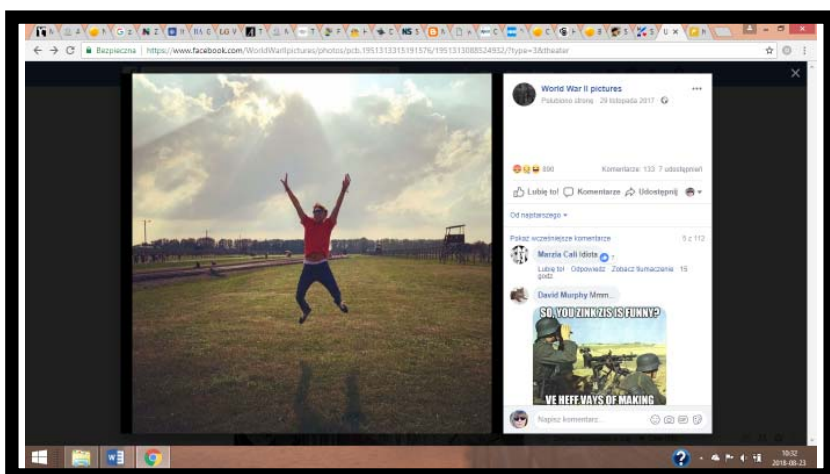 Bezpieczna | https://www.facebook.com/WorldWarIIpictures/photos/pcb.1951313315191576/1951313088524932/?type=3&theater
World War II pictures
Polubiono stronę · 29 listopada 2017
896 Komentarze: 133 7 udostępnień
Lubię to! Komentarze Udostępnij
Od najstarszego
Pokaż wcześniejsze komentarze 5 z 112
Marzia Cali Idiota
Lubię to! · Odpowiedz · Zobacz tłumaczenie · 15
godz.
David Murphy Mmm...
SO, YOU ZINK ZIS IS FUNNY?
VE HEFF VAYS OF MAKING
Napisz komentarz...
10:32
2018-08-23